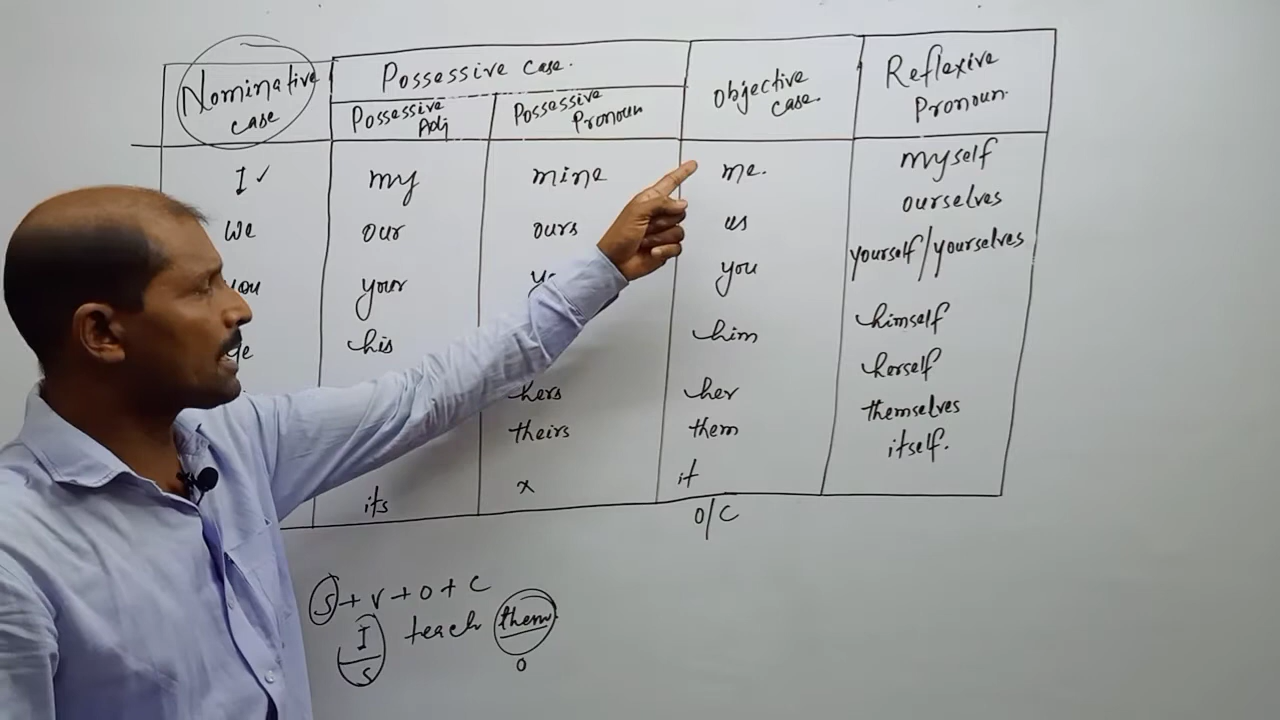 Nominative case
Possessive case.
Objective case.
Reflexive Pronoun.
Possessive Adj
Possessive Pronoun
I ✓ my mine me. myself
We our ours us ourselves
your you yourself/yourselves
his him himself
hers her herself
theirs them themselves
its x it itself.
O/C
S + V + O + C
I teach them
S O